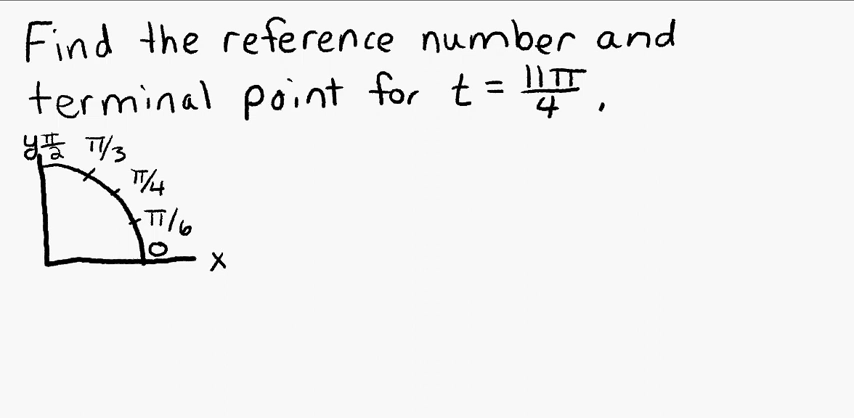 Find the reference number and
terminal point for t = 11π/4.
y π/2 π/3
π/4
π/6
0
x